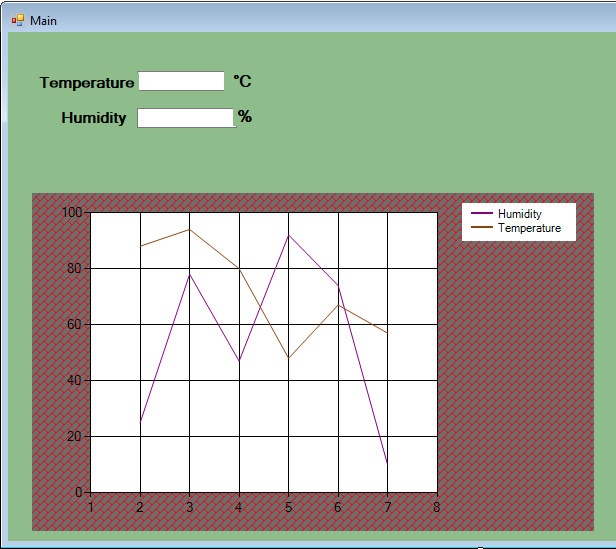 Main
Temperature °C
Humidity %
Humidity
Temperature
100
80
60
40
20
0
1 2 3 4 5 6 7 8